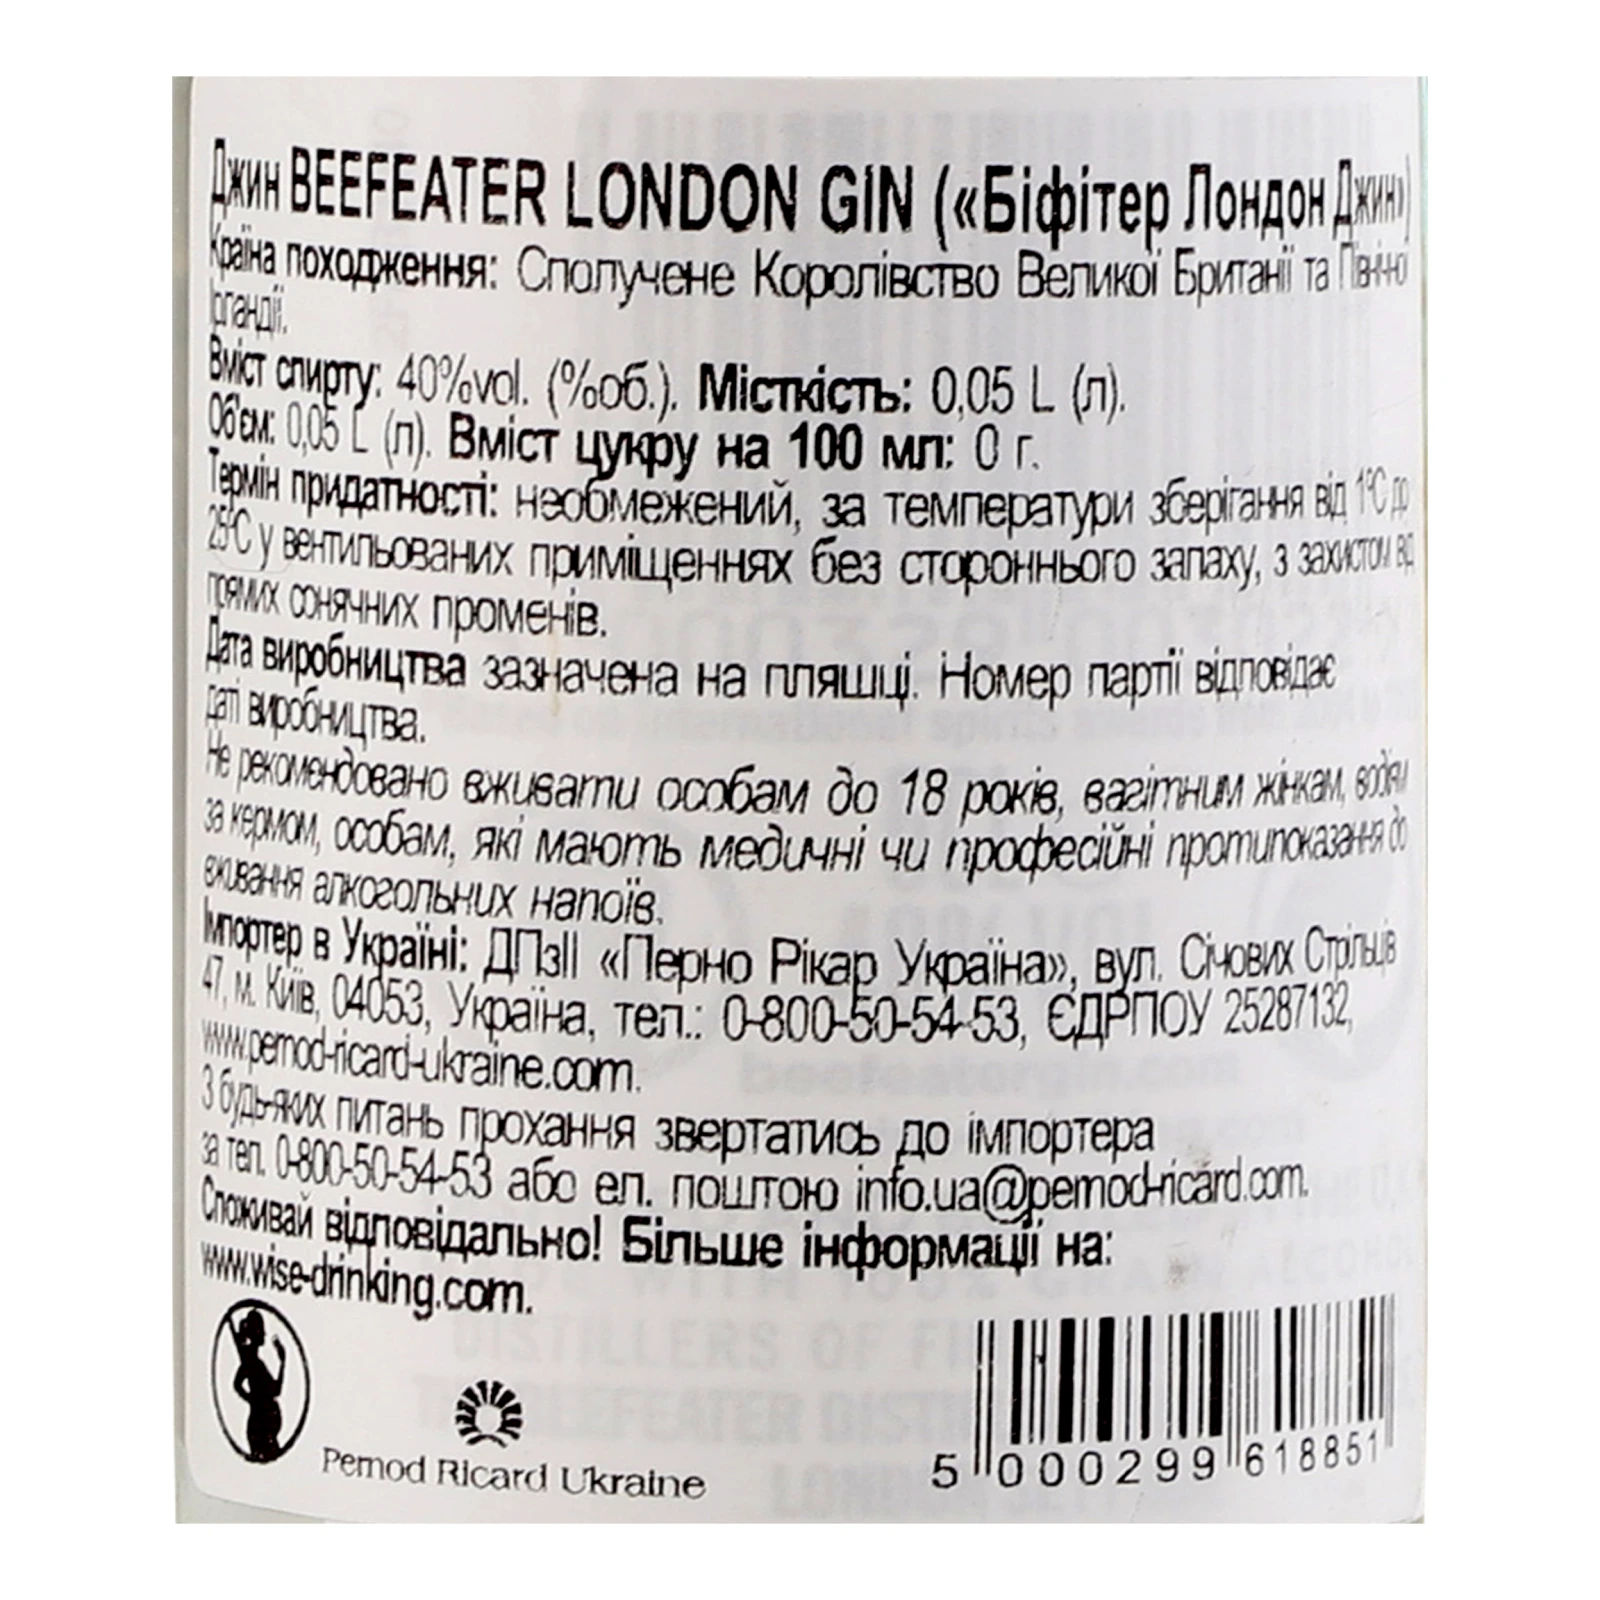 Джин BEEFEATER LONDON GIN («Біфітер Лондон Джин»)
Країна походження: Сполучене Королівство Великої Британії та Північної
Ірландії.
Вміст спирту: 40%vol. (%об.). Місткість: 0,05 L (л).
Об'єм: 0,05 L (л). Вміст цукру на 100 мл: 0 г.
Термін придатності: необмежений, за температури зберігання від 1°C до
25°C у вентильованих приміщеннях без стороннього запаху, з захистом від
прямих сонячних променів.
Дата виробництва зазначена на пляшці. Номер партії відповідає
даті виробництва.
Не рекомендовано вживати особам до 18 років, вагітним жінкам, водіям
за кермом, особам, які мають медичні чи професійні протипоказання до
вживання алкогольних напоїв.
Імпортер в Україні: ДПзІІ «Перно Рікар Україна», вул. Січових Стрільців
47, м. Київ, 04053, Україна, тел.: 0-800-50-54-53, ЄДРПОУ 25287132,
www.pernod-ricard-ukraine.com.
З будь-яких питань прохання звертатись до імпортера
за тел. 0-800-50-54-53 або ел. поштою info.ua@pernod-ricard.com.
Споживай відповідально! Більше інформації на:
www.wise-drinking.com.
Pernod Ricard Ukraine
5 000299 618851